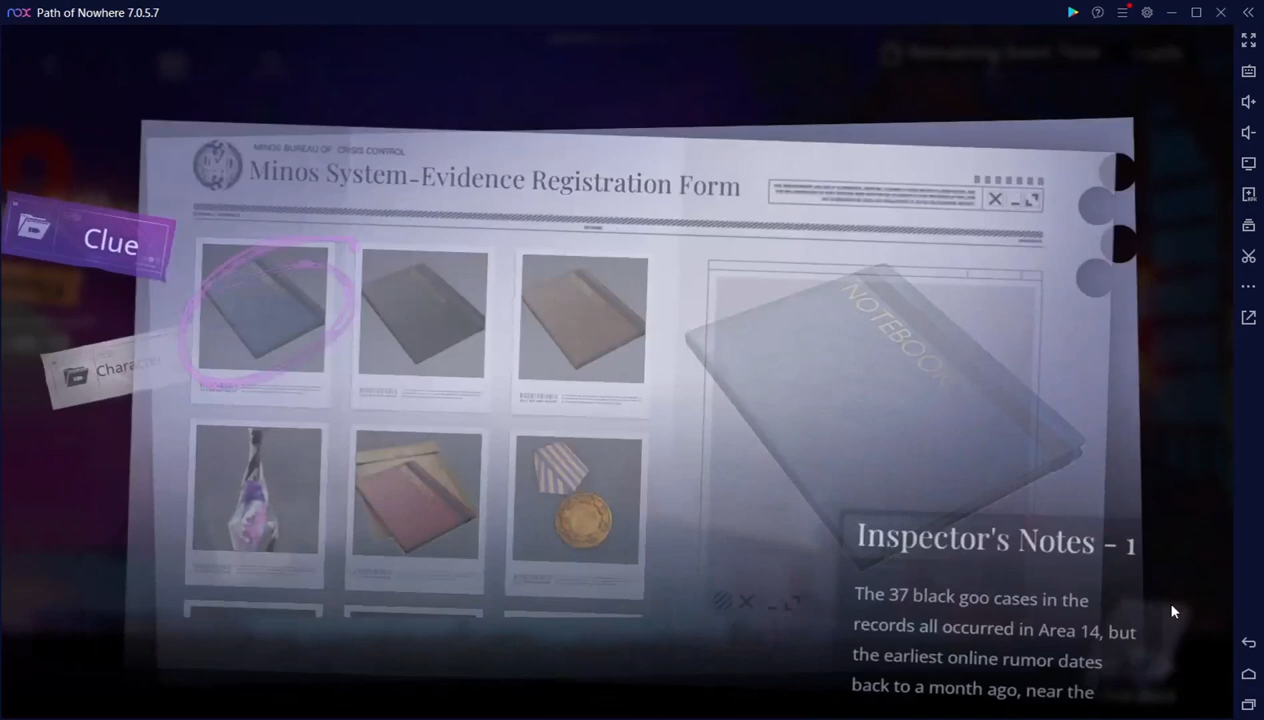 nox Path of Nowhere 7.0.5.7
MINOS BUREAU OF CRISIS CONTROL
Minos System-Evidence Registration Form
Clue
Character
NOTEBOOK
Inspector's Notes - 1
The 37 black goo cases in the
records all occurred in Area 14, but
the earliest online rumor dates
back to a month ago, near the